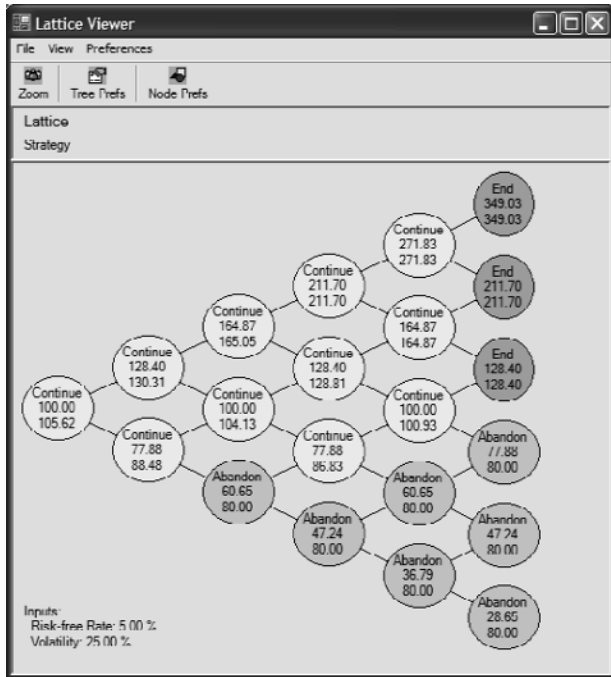 Lattice Viewer
File View Preferences
Zoom Tree Prefs Node Prefs
Lattice
Strategy
End
349.03
349.03
Continue
271.83
271.83
End
211.70
211.70
Continue
211.70
211.70
Continue
164.87
164.87
End
128.40
128.40
Continue
164.87
165.05
Continue
128.40
128.81
Continue
100.00
100.93
Abandon
77.88
80.00
Continue
128.40
130.31
Continue
100.00
104.13
Continue
77.88
86.83
Abandon
60.65
80.00
Abandon
47.24
80.00
Continue
100.00
105.62
Continue
77.88
88.48
Abandon
60.65
80.00
Abandon
47.24
80.00
Abandon
36.79
80.00
Abandon
28.65
80.00
Inputs:
Risk-free Rate: 5.00 %
Volatility: 25.00 %